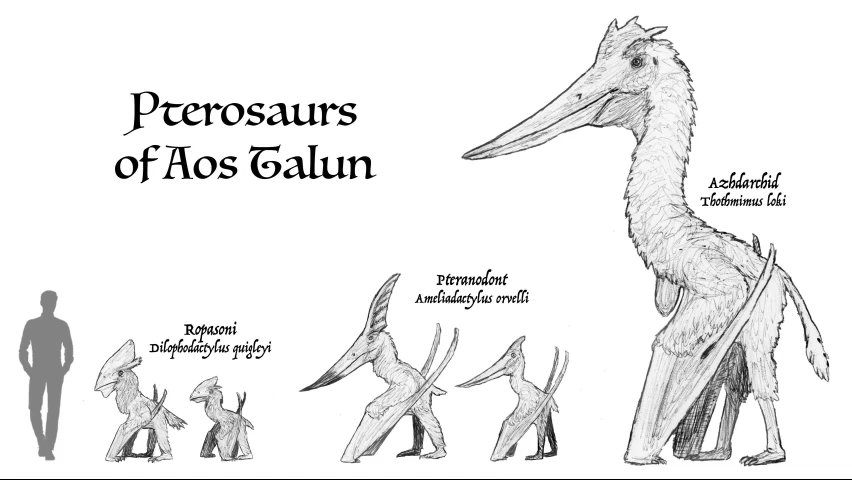 Pterosaurs
of Aos Talun
Azhdarchid
Thothmimus loki
Pteranodont
Ameliadactylus orvelli
Ropasoni
Dilophodactylus quigleyi